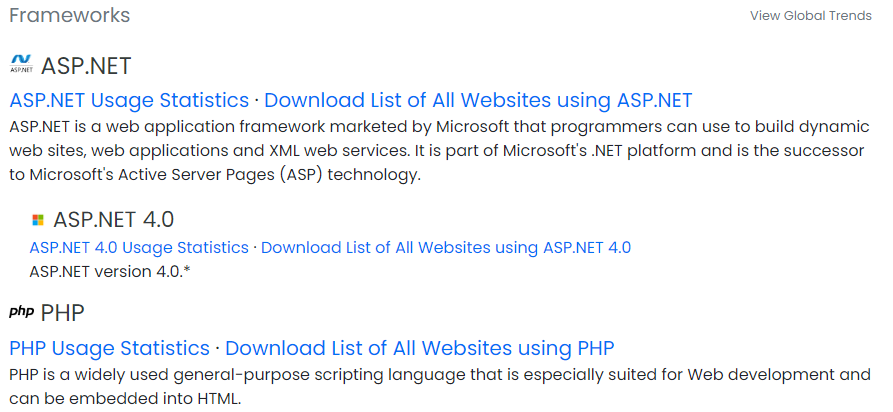 Frameworks
View Global Trends
ASP.NET ASP.NET
ASP.NET Usage Statistics · Download List of All Websites using ASP.NET
ASP.NET is a web application framework marketed by Microsoft that programmers can use to build dynamic
web sites, web applications and XML web services. It is part of Microsoft's .NET platform and is the successor
to Microsoft's Active Server Pages (ASP) technology.
ASP.NET 4.0
ASP.NET 4.0 Usage Statistics · Download List of All Websites using ASP.NET 4.0
ASP.NET version 4.0.*
php PHP
PHP Usage Statistics · Download List of All Websites using PHP
PHP is a widely used general-purpose scripting language that is especially suited for Web development and
can be embedded into HTML.